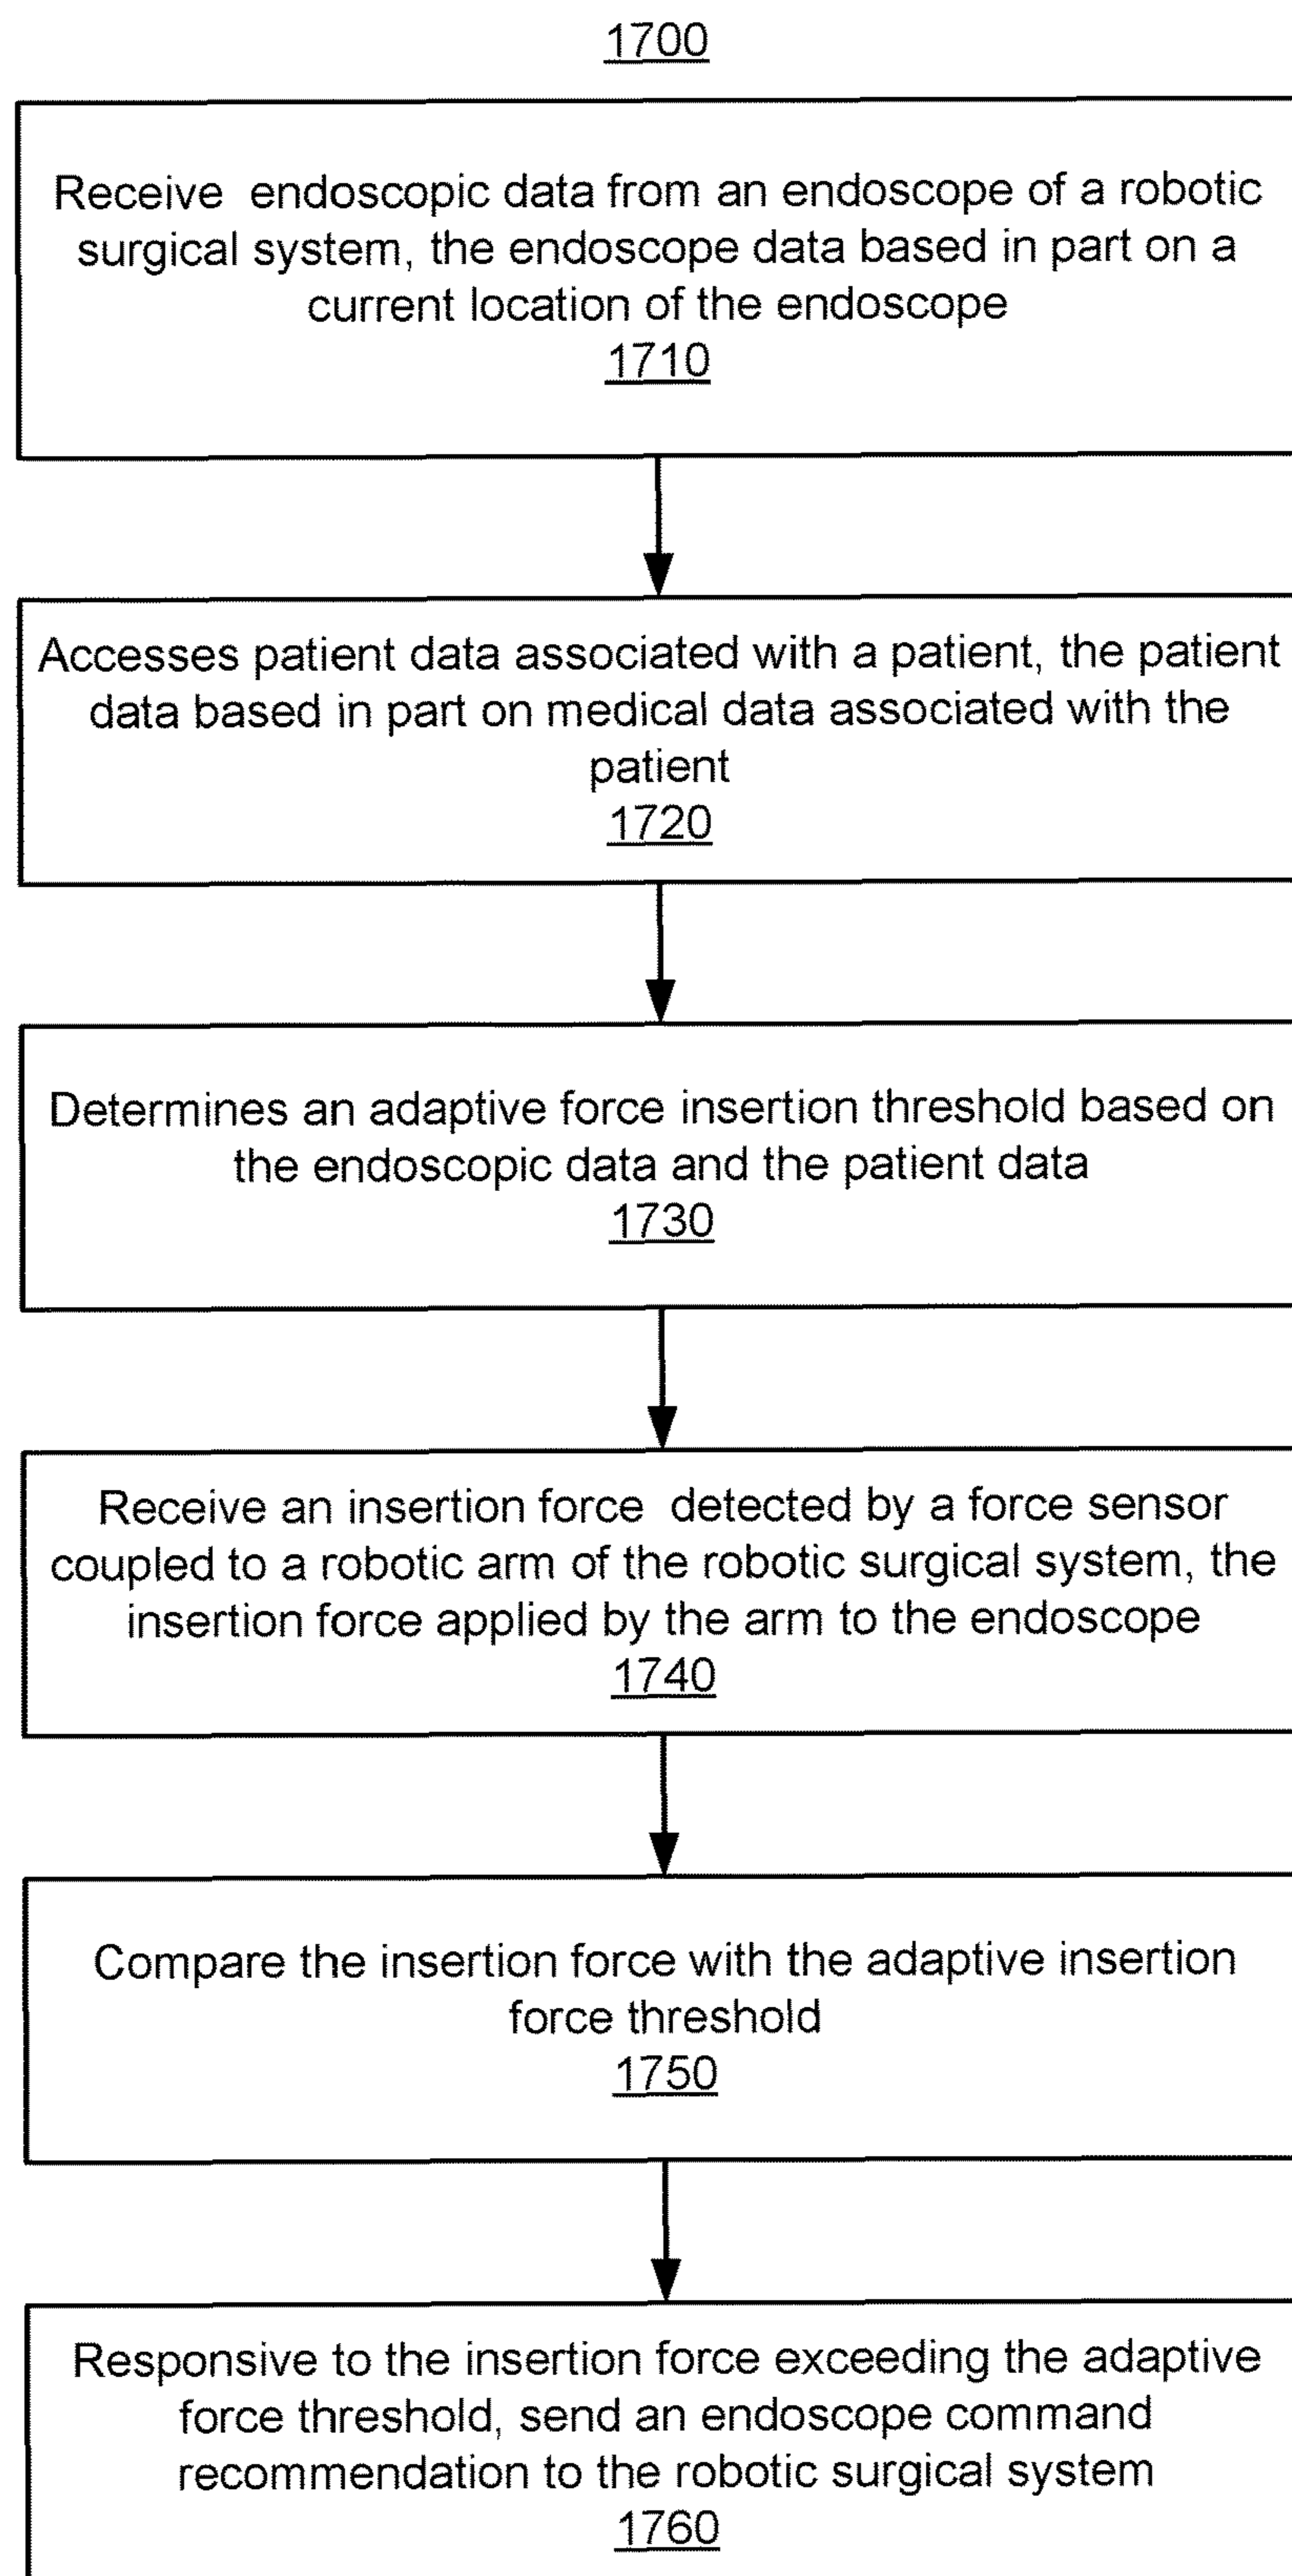 1700
Receive endoscopic data from an endoscope of a robotic
surgical system, the endoscope data based in part on a
current location of the endoscope
1710
Accesses patient data associated with a patient, the patient
data based in part on medical data associated with the
patient
1720
Determines an adaptive force insertion threshold based on
the endoscopic data and the patient data
1730
Receive an insertion force detected by a force sensor
coupled to a robotic arm of the robotic surgical system, the
insertion force applied by the arm to the endoscope
1740
Compare the insertion force with the adaptive insertion
force threshold
1750
Responsive to the insertion force exceeding the adaptive
force threshold, send an endoscope command
recommendation to the robotic surgical system
1760